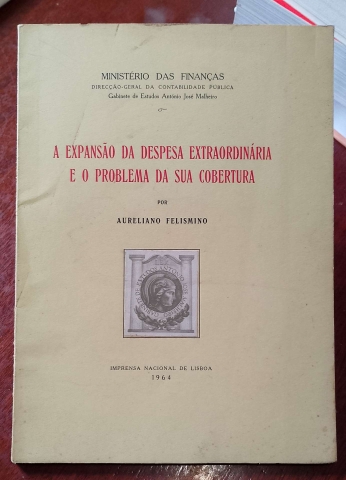 MINISTÉRIO DAS FINANÇAS
DIRECÇÃO-GERAL DA CONTABILIDADE PÚBLICA
Gabinete de Estudos António José Malheiro
A EXPANSÃO DA DESPESA EXTRAORDINÁRIA
E O PROBLEMA DA SUA COBERTURA
POR
AURELIANO FELISMINO
IMPRENSA NACIONAL DE LISBOA
1964